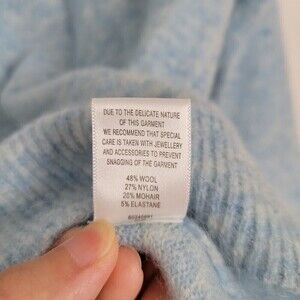 DUE TO THE DELICATE NATURE
OF THIS GARMENT
WE RECOMMEND THAT SPECIAL
CARE IS TAKEN WITH JEWELLERY
AND ACCESSORIES TO PREVENT
SNAGGING OF THE GARMENT
48% WOOL
27% NYLON
20% MOHAIR
5% ELASTANE